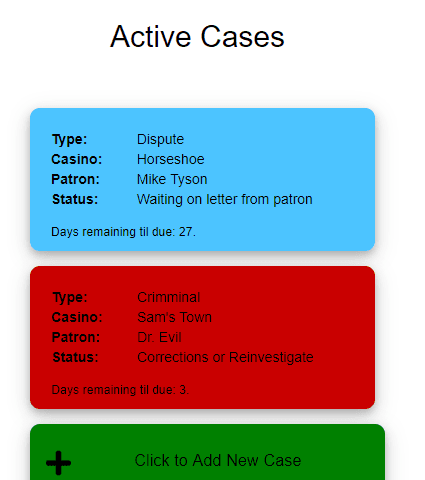 Active Cases
Type: Dispute
Casino: Horseshoe
Patron: Mike Tyson
Status: Waiting on letter from patron
Days remaining til due: 27.
Type: Crimminal
Casino: Sam's Town
Patron: Dr. Evil
Status: Corrections or Reinvestigate
Days remaining til due: 3.
Click to Add New Case